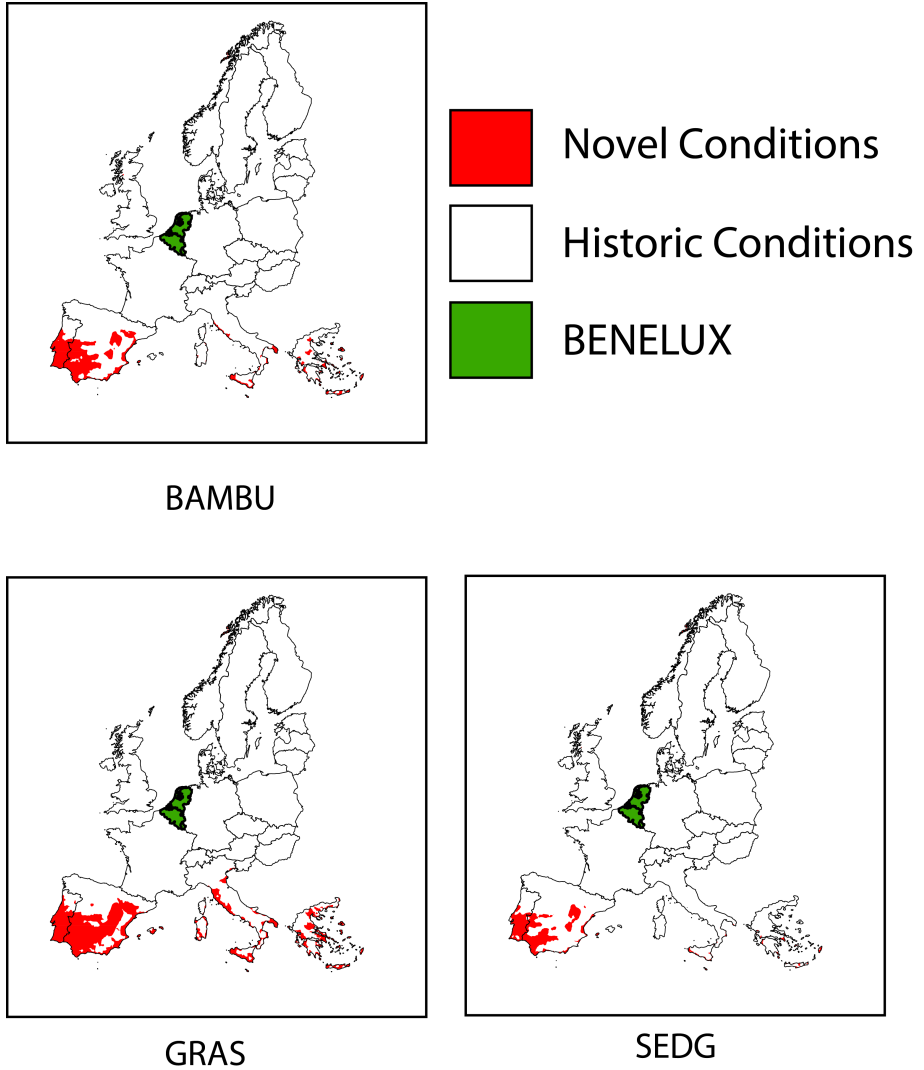 Novel Conditions
Historic Conditions
BENELUX
BAMBU
GRAS
SEDG